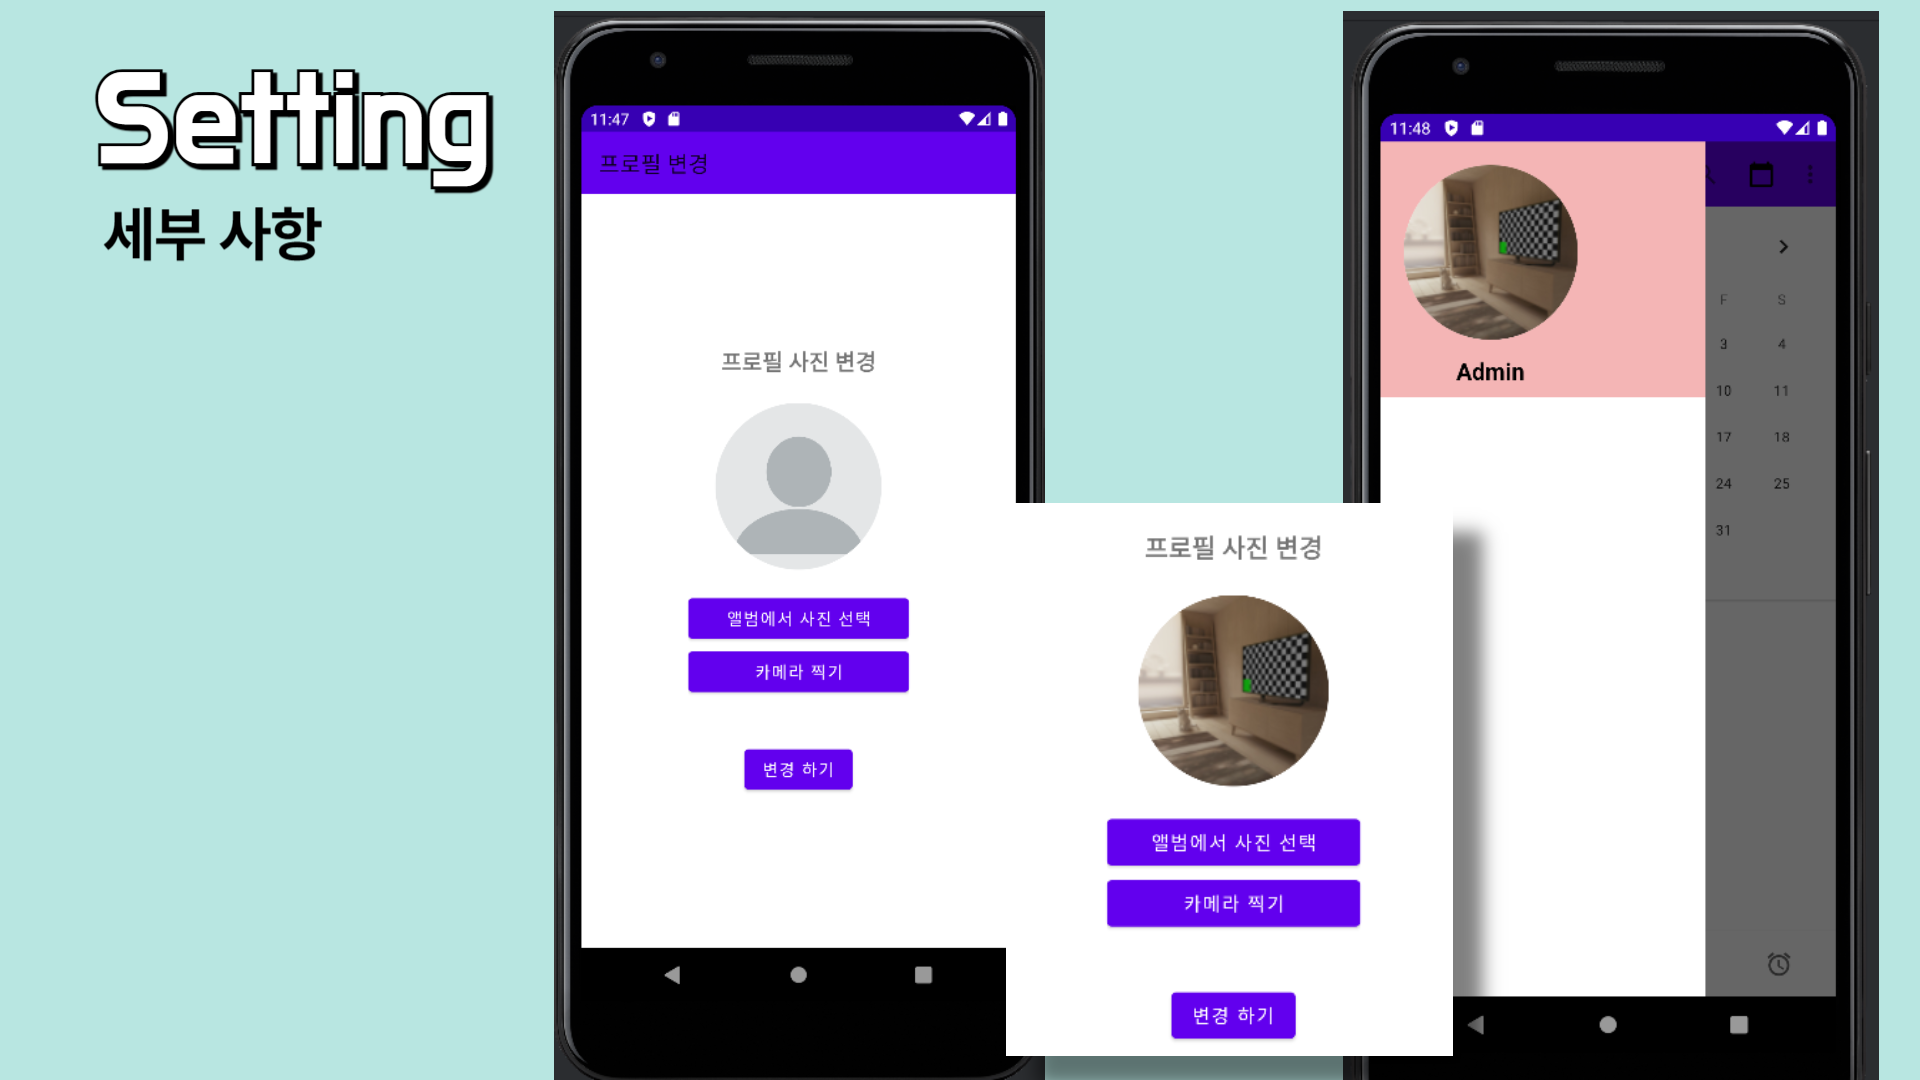 Setting
세부 사항
11:47
프로필 변경
프로필 사진 변경
앨범에서 사진 선택
카메라 찍기
변경 하기
프로필 사진 변경
앨범에서 사진 선택
카메라 찍기
변경 하기
11:48
Admin
F S
3 4
10 11
17 18
24 25
31